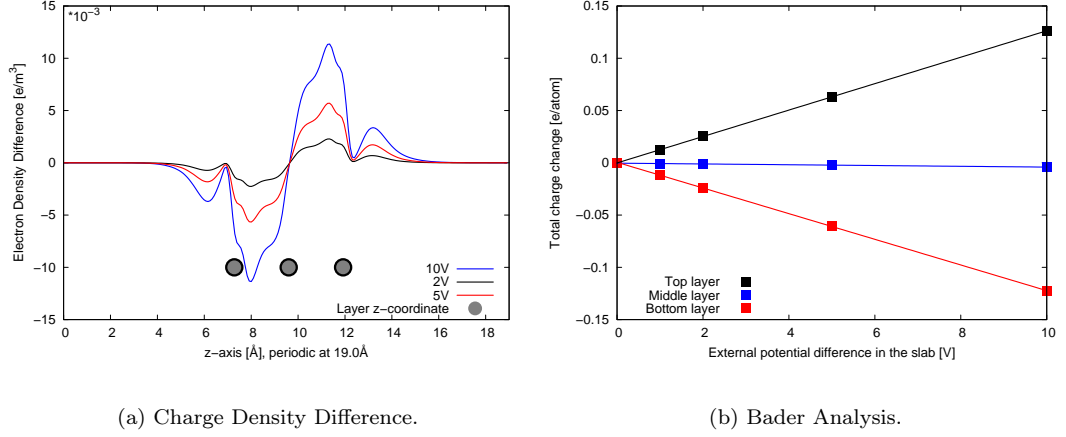 *10⁻³
15
10
5
0
−5
−10
−15
Electron Density Difference [e/m³]
10V
2V
5V
Layer z−coordinate
0 2 4 6 8 10 12 14 16 18
z−axis [Å], periodic at 19.0Å
(a) Charge Density Difference.
0.15
0.1
0.05
0
−0.05
−0.1
−0.15
Total charge change [e/atom]
Top layer
Middle layer
Bottom layer
0 2 4 6 8 10
External potential difference in the slab [V]
(b) Bader Analysis.